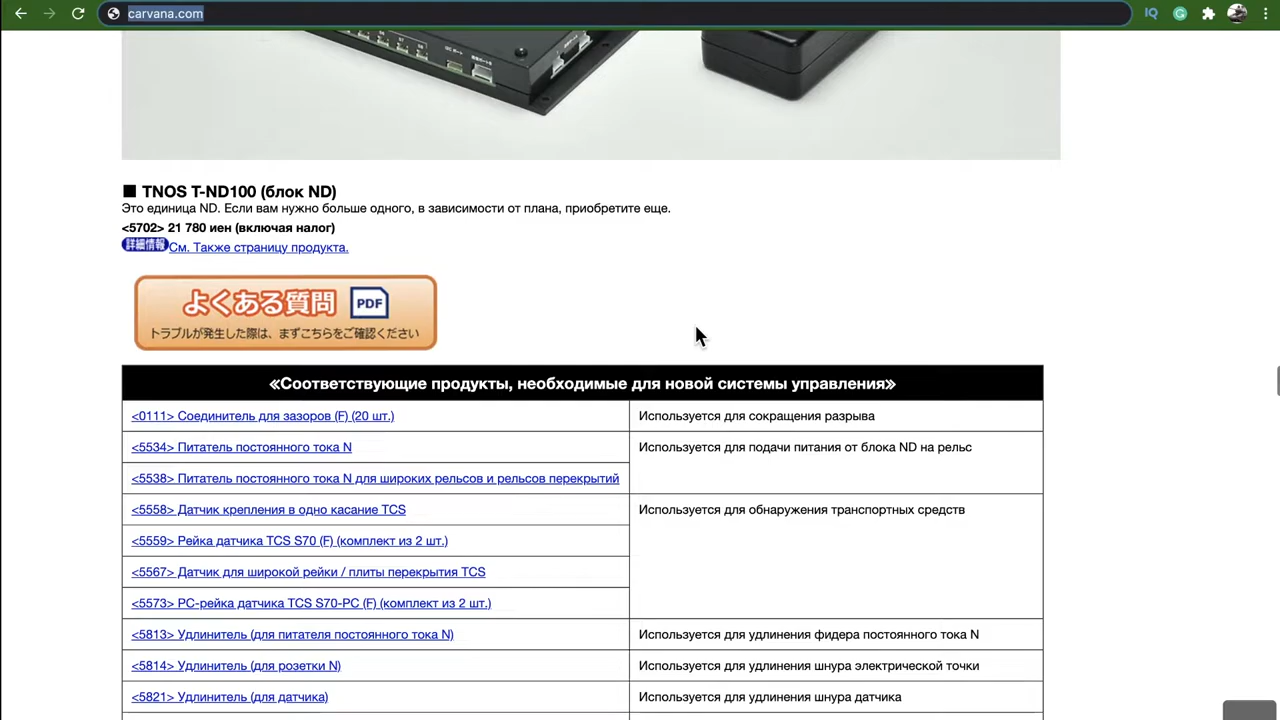 carvana.com
■ TNOS T-ND100 (блок ND)
Это единица ND. Если вам нужно больше одного, в зависимости от плана, приобретите еще.
<5702> 21 780 иен (включая налог)
詳細情報 См. Также страницу продукта.
よくある質問 PDF
トラブルが発生した際は、まずこちらをご確認ください
«Соответствующие продукты, необходимые для новой системы управления»
<0111> Соединитель для зазоров (F) (20 шт.) Используется для сокращения разрыва
<5534> Питатель постоянного тока N Используется для подачи питания от блока ND на рельс
<5538> Питатель постоянного тока N для широких рельсов и рельсов перекрытий
<5558> Датчик крепления в одно касание TCS Используется для обнаружения транспортных средств
<5559> Рейка датчика TCS S70 (F) (комплект из 2 шт.)
<5567> Датчик для широкой рейки / плиты перекрытия TCS
<5573> PC-рейка датчика TCS S70-PC (F) (комплект из 2 шт.)
<5813> Удлинитель (для питателя постоянного тока N) Используется для удлинения фидера постоянного тока N
<5814> Удлинитель (для розетки N) Используется для удлинения шнура электрической точки
<5821> Удлинитель (для датчика) Используется для удлинения шнура датчика